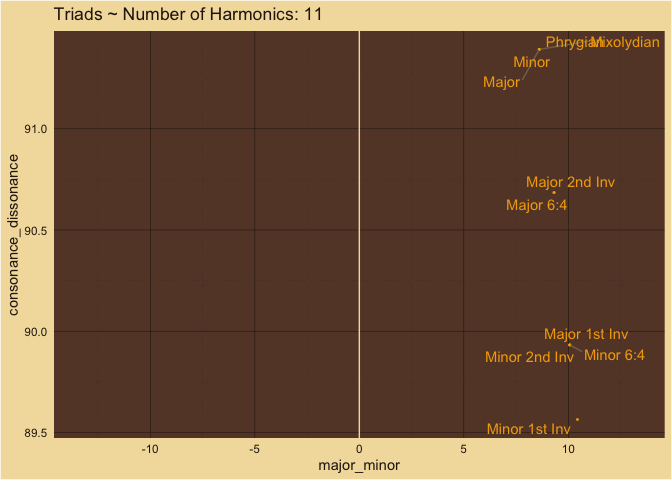 Triads ~ Number of Harmonics: 11
Phrygian
Mixolydian
Minor
Major
91.0
Major 2nd Inv
Major 6:4
90.5
consonance_dissonance
Major 1st Inv
90.0
Minor 2nd Inv
Minor 6:4
Minor 1st Inv
89.5
-10
-5
0
5
10
major_minor